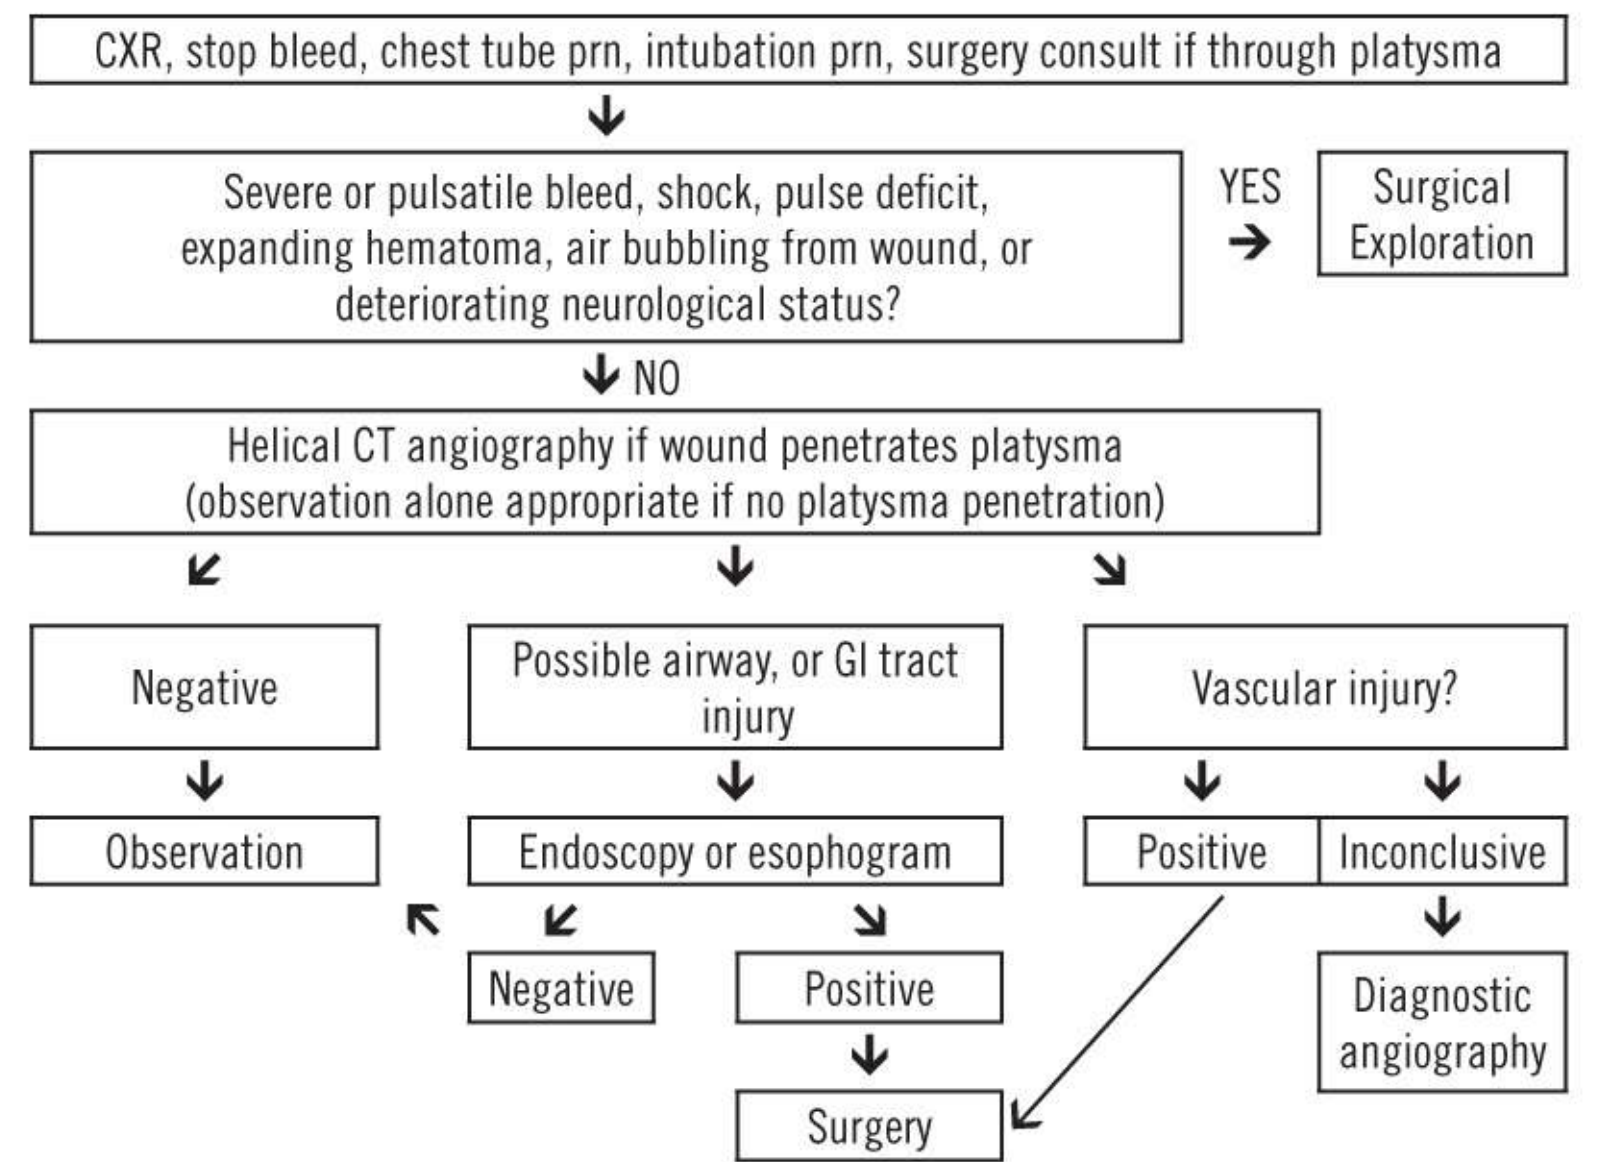 CXR, stop bleed, chest tube prn, intubation prn, surgery consult if through platysma
Severe or pulsatile bleed, shock, pulse deficit,
expanding hematoma, air bubbling from wound, or
deteriorating neurological status?
YES
Surgical
Exploration
NO
Helical CT angiography if wound penetrates platysma
(observation alone appropriate if no platysma penetration)
Negative
Possible airway, or GI tract
injury
Vascular injury?
Observation
Endoscopy or esophogram
Positive
Inconclusive
Negative
Positive
Diagnostic
angiography
Surgery